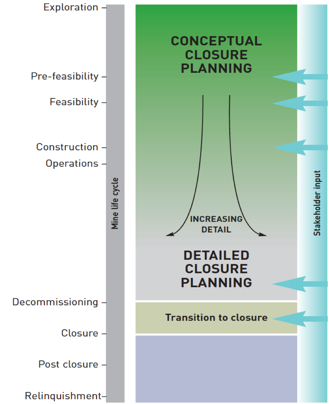 Exploration
CONCEPTUAL
CLOSURE
PLANNING
Pre-feasibility
Feasibility
Construction
Operations
Mine life cycle
Stakeholder input
INCREASING
DETAIL
DETAILED
CLOSURE
PLANNING
Decommissioning
Transition to closure
Closure
Post closure
Relinquishment